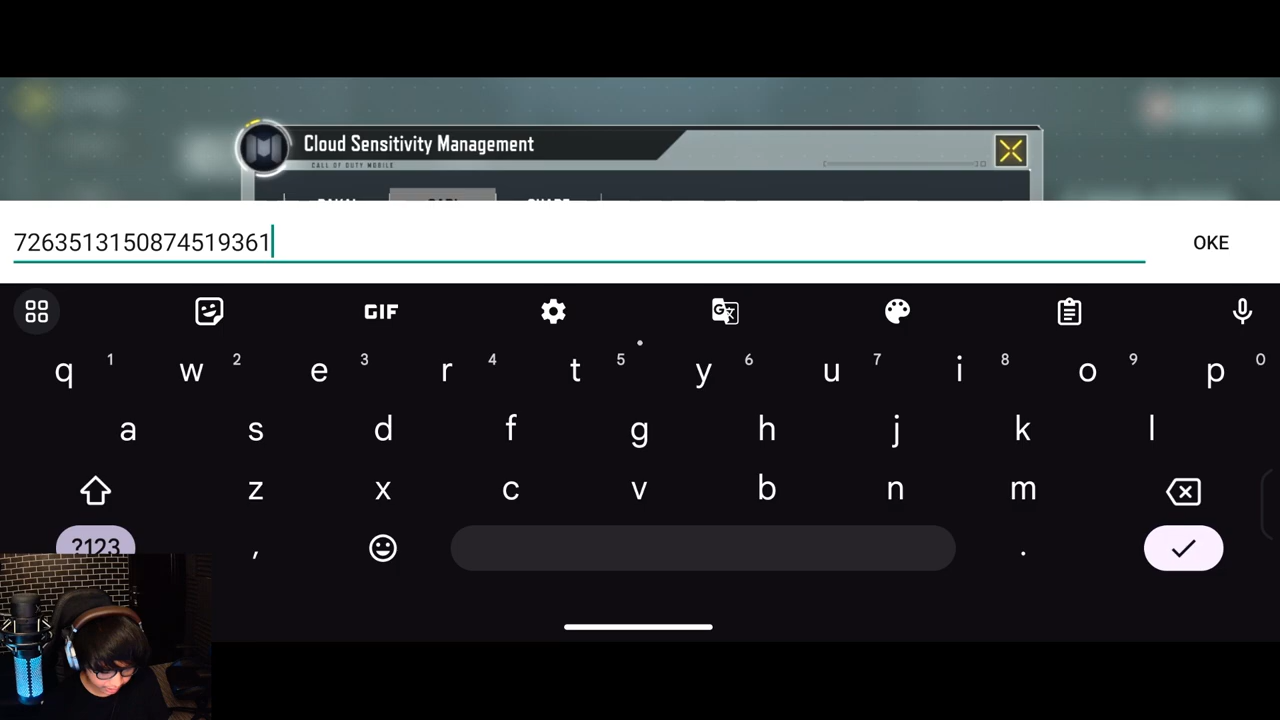 Cloud Sensitivity Management
CALL OF DUTY MOBILE
7263513150874519361
OKE
GIF
q 1 w 2 e 3 r 4 t 5 y 6 u 7 i 8 o 9 p 0
a s d f g h j k l
z x c v b n m
?123 , .